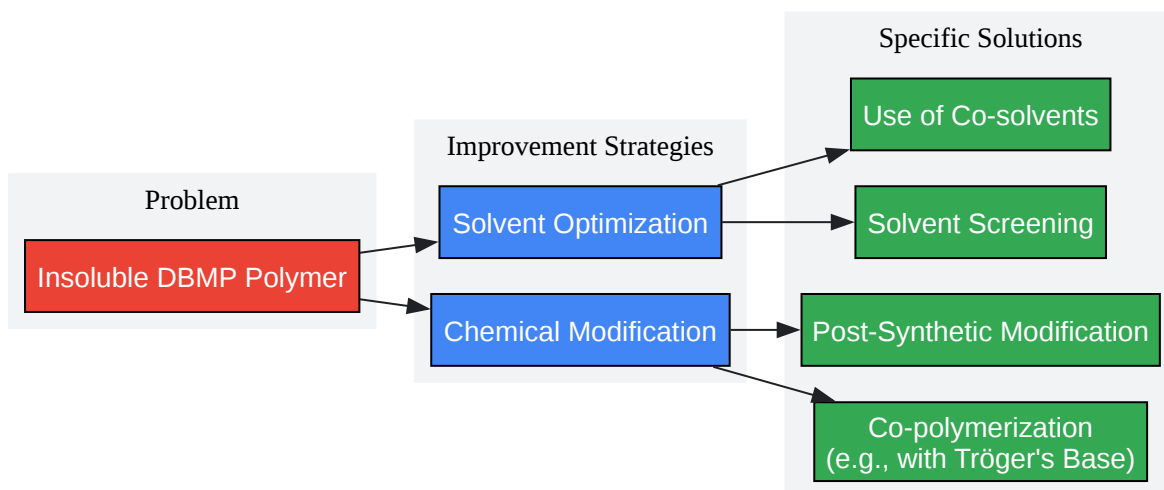 Problem
Insoluble DBMP Polymer
Improvement Strategies
Solvent Optimization
Chemical Modification
Specific Solutions
Use of Co-solvents
Solvent Screening
Post-Synthetic Modification
Co-polymerization
(e.g., with Tröger's Base)